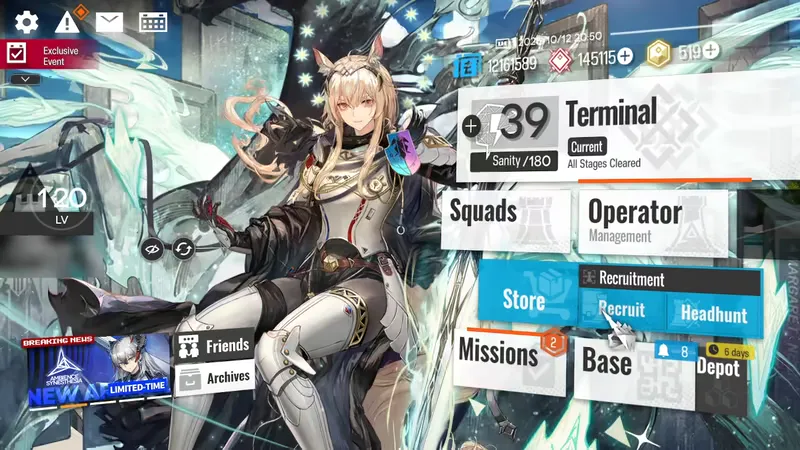 Exclusive
Event
2025/10/12 20:50
12161589
145115
519
39
Sanity /180
Terminal
Current
All Stages Cleared
120
LV
Squads
Operator
Management
Recruitment
Store
Recruit
Headhunt
BREAKING NEWS
AMBIENCE
SYNESTHESIA
LIMITED-TIME
Friends
Archives
Missions
2
Base
8
6 days
Depot